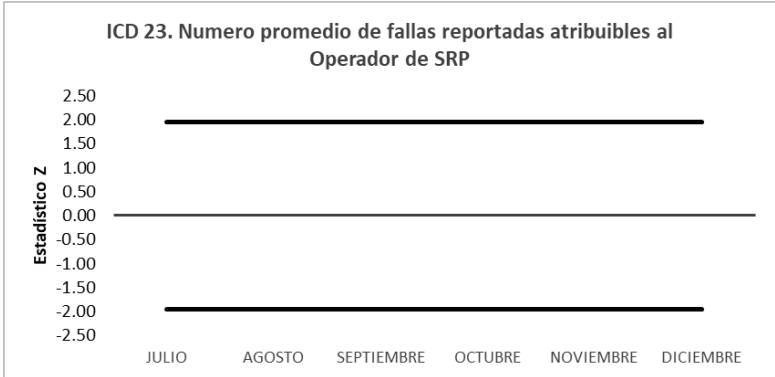 ICD 23. Numero promedio de fallas reportadas atribuibles al
Operador de SRP
2.50
2.00
1.50
1.00
0.50
0.00
-0.50
-1.00
-1.50
-2.00
-2.50
Estadístico Z
JULIO AGOSTO SEPTIEMBRE OCTUBRE NOVIEMBRE DICIEMBRE